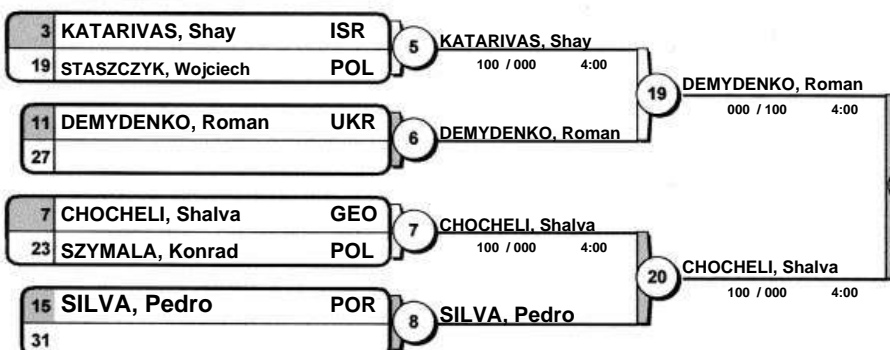 3 KATARIVAS, Shay ISR
19 STASZCZYK, Wojciech POL
5
KATARIVAS, Shay
100 / 000 4:00
11 DEMYDENKO, Roman UKR
27
6
DEMYDENKO, Roman
19
DEMYDENKO, Roman
000 / 100 4:00
7 CHOCHELI, Shalva GEO
23 SZYMALA, Konrad POL
7
CHOCHELI, Shalva
100 / 000 4:00
15 SILVA, Pedro POR
31
8
SILVA, Pedro
20
CHOCHELI, Shalva
100 / 000 4:00